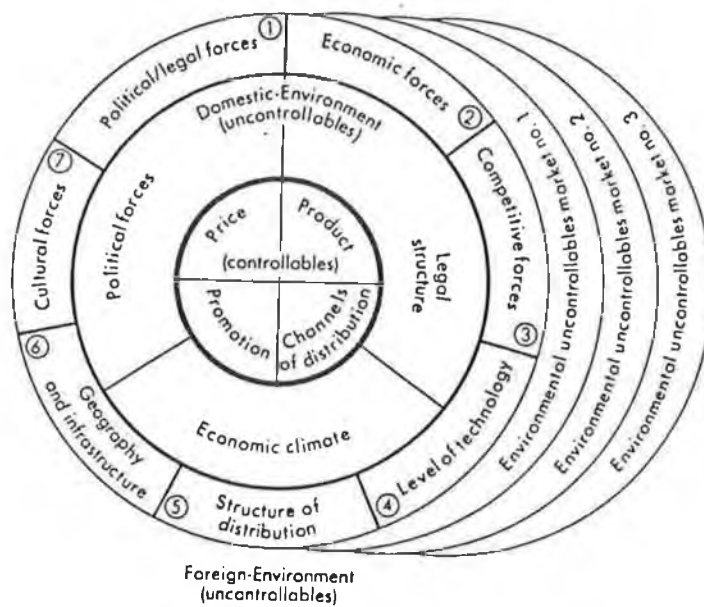 ① Political/legal forces
② Economic forces
③ Competitive forces
④ Level of technology
⑤ Structure of
distribution
⑥ Geography
and infrastructure
⑦ Cultural forces
Domestic-Environment
(uncontrollables)
Political forces
Legal
structure
Economic climate
Price
Product
(controllables)
Promotion
Channels
of distribution
Environmental uncontrollables market no. 1
Environmental uncontrollables market no. 2
Environmental uncontrollables market no. 3
Foreign-Environment
(uncontrollables)